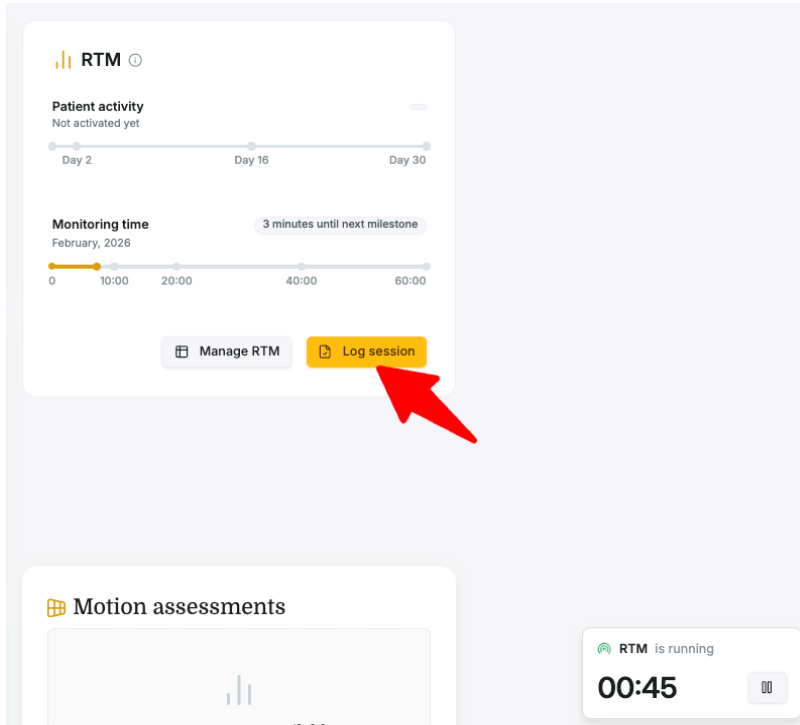 RTM
Patient activity
Not activated yet
Day 2 Day 16 Day 30
Monitoring time 3 minutes until next milestone
February, 2026
0 10:00 20:00 40:00 60:00
Manage RTM Log session
Motion assessments
RTM is running
00:45